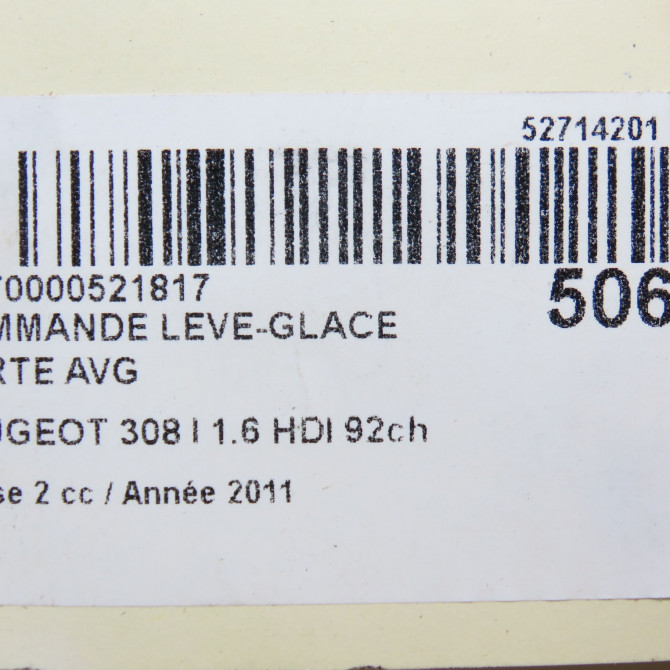 52714201
70000521817
506
MMANDE LEVE-GLACE
RTE AVG
UGEOT 308 I 1.6 HDI 92ch
se 2 cc / Année 2011